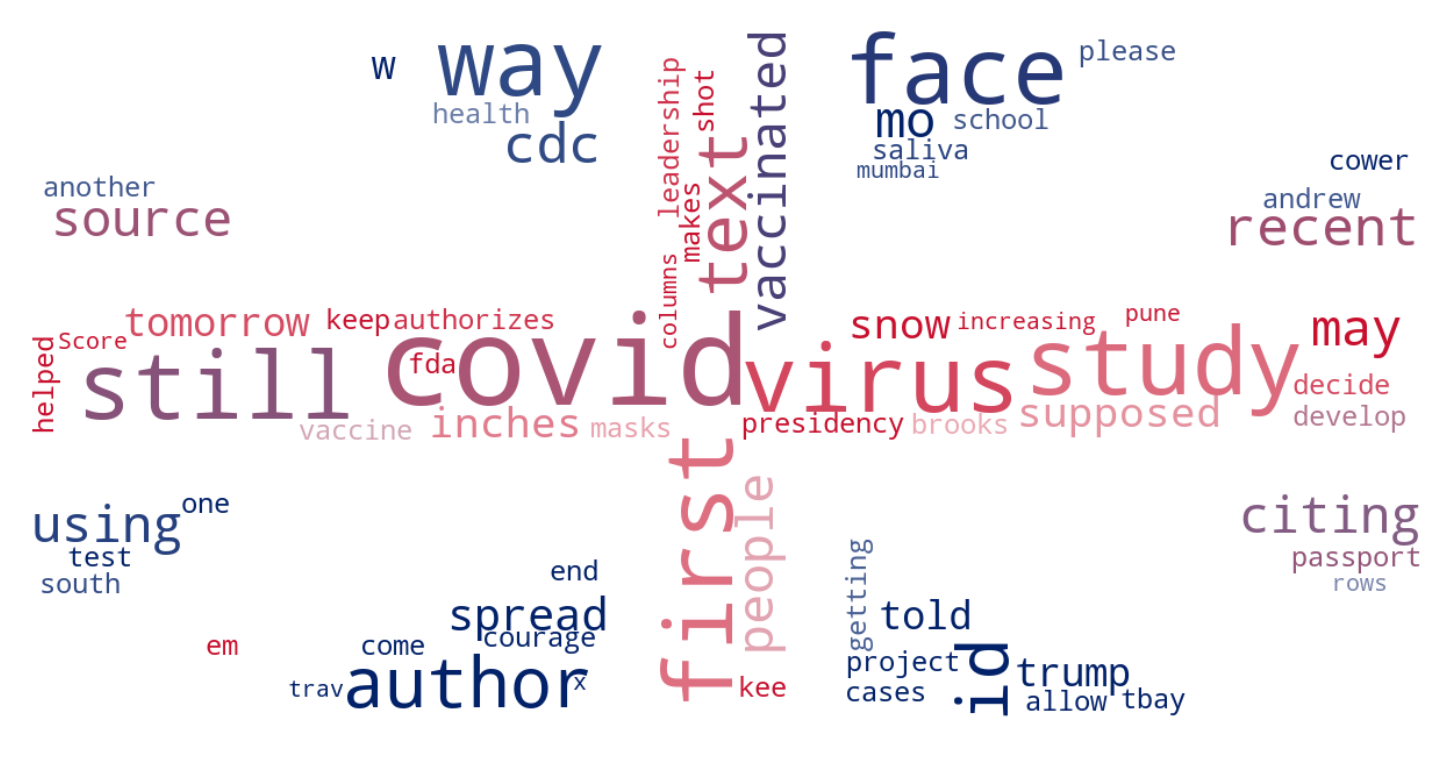 way
w
face
please
vaccinated
leadership
shot
health
cdc
mo
school
saliva
mumbai
cower
text
another
source
makes
andrew
recent
columns
tomorrow
keep
authorizes
snow
increasing
pune
may
helped
Score
still
fda
covid
virus
study
decide
vaccine
inches
masks
presidency
brooks
supposed
develop
first
people
using
one
test
south
citing
passport
rows
end
spread
courage
getting
told
em
come
trav
author
x
kee
project
cases
id
trump
allow
tbay